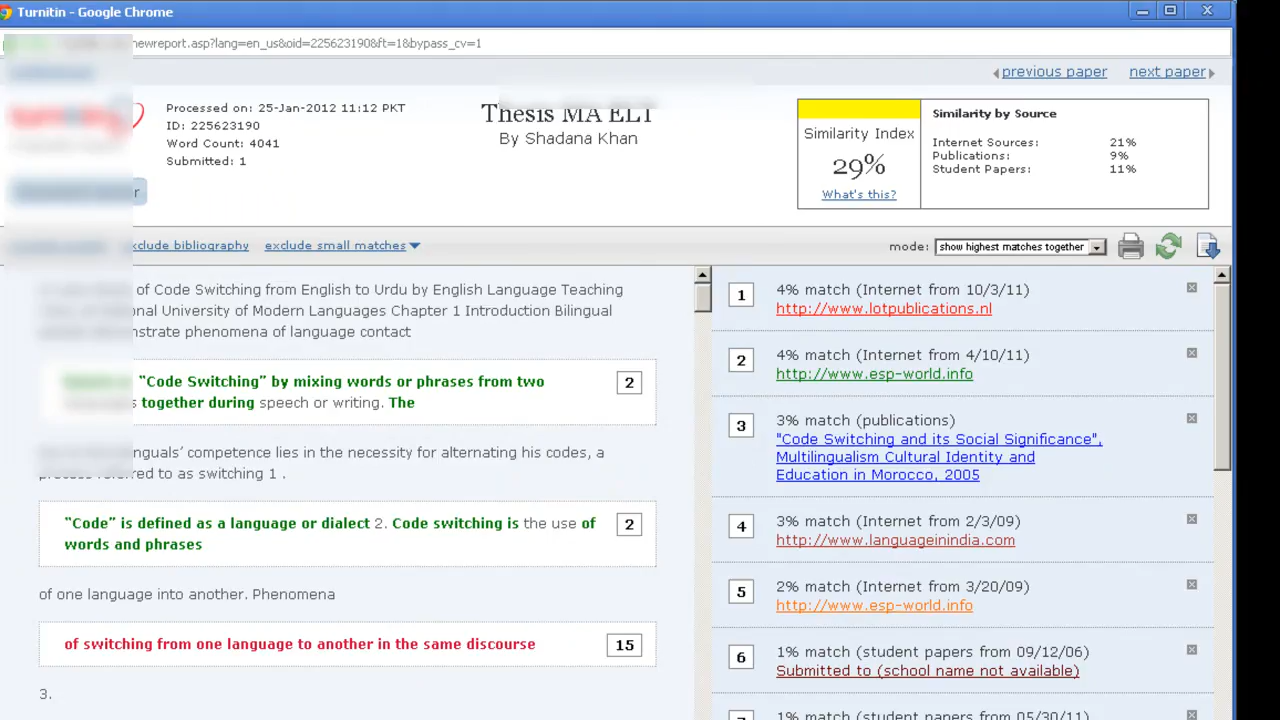 Turnitin - Google Chrome
newreport.asp?lang=en_us&oid=225623190&ft=1&bypass_cv=1
previous paper next paper
Processed on: 25-Jan-2012 11:12 PKT
ID: 225623190
Word Count: 4041
Submitted: 1
Thesis MA ELT
By Shadana Khan
Similarity Index
29%
What's this?
Similarity by Source
Internet Sources: 21%
Publications: 9%
Student Papers: 11%
exclude bibliography exclude small matches
mode: show highest matches together
of Code Switching from English to Urdu by English Language Teaching
University of Modern Languages Chapter 1 Introduction Bilingual
phenomena of language contact
“Code Switching” by mixing words or phrases from two 2
together during speech or writing. The
competence lies in the necessity for alternating his codes, a
referred to as switching 1 .
“Code” is defined as a language or dialect 2. Code switching is the use of 2
words and phrases
of one language into another. Phenomena
of switching from one language to another in the same discourse 15
3.
1 4% match (Internet from 10/3/11)
http://www.lotpublications.nl
2 4% match (Internet from 4/10/11)
http://www.esp-world.info
3 3% match (publications)
"Code Switching and its Social Significance",
Multilingualism Cultural Identity and
Education in Morocco, 2005
4 3% match (Internet from 2/3/09)
http://www.languageinindia.com
5 2% match (Internet from 3/20/09)
http://www.esp-world.info
6 1% match (student papers from 09/12/06)
Submitted to (school name not available)
7 1% match (student papers from 05/30/11)